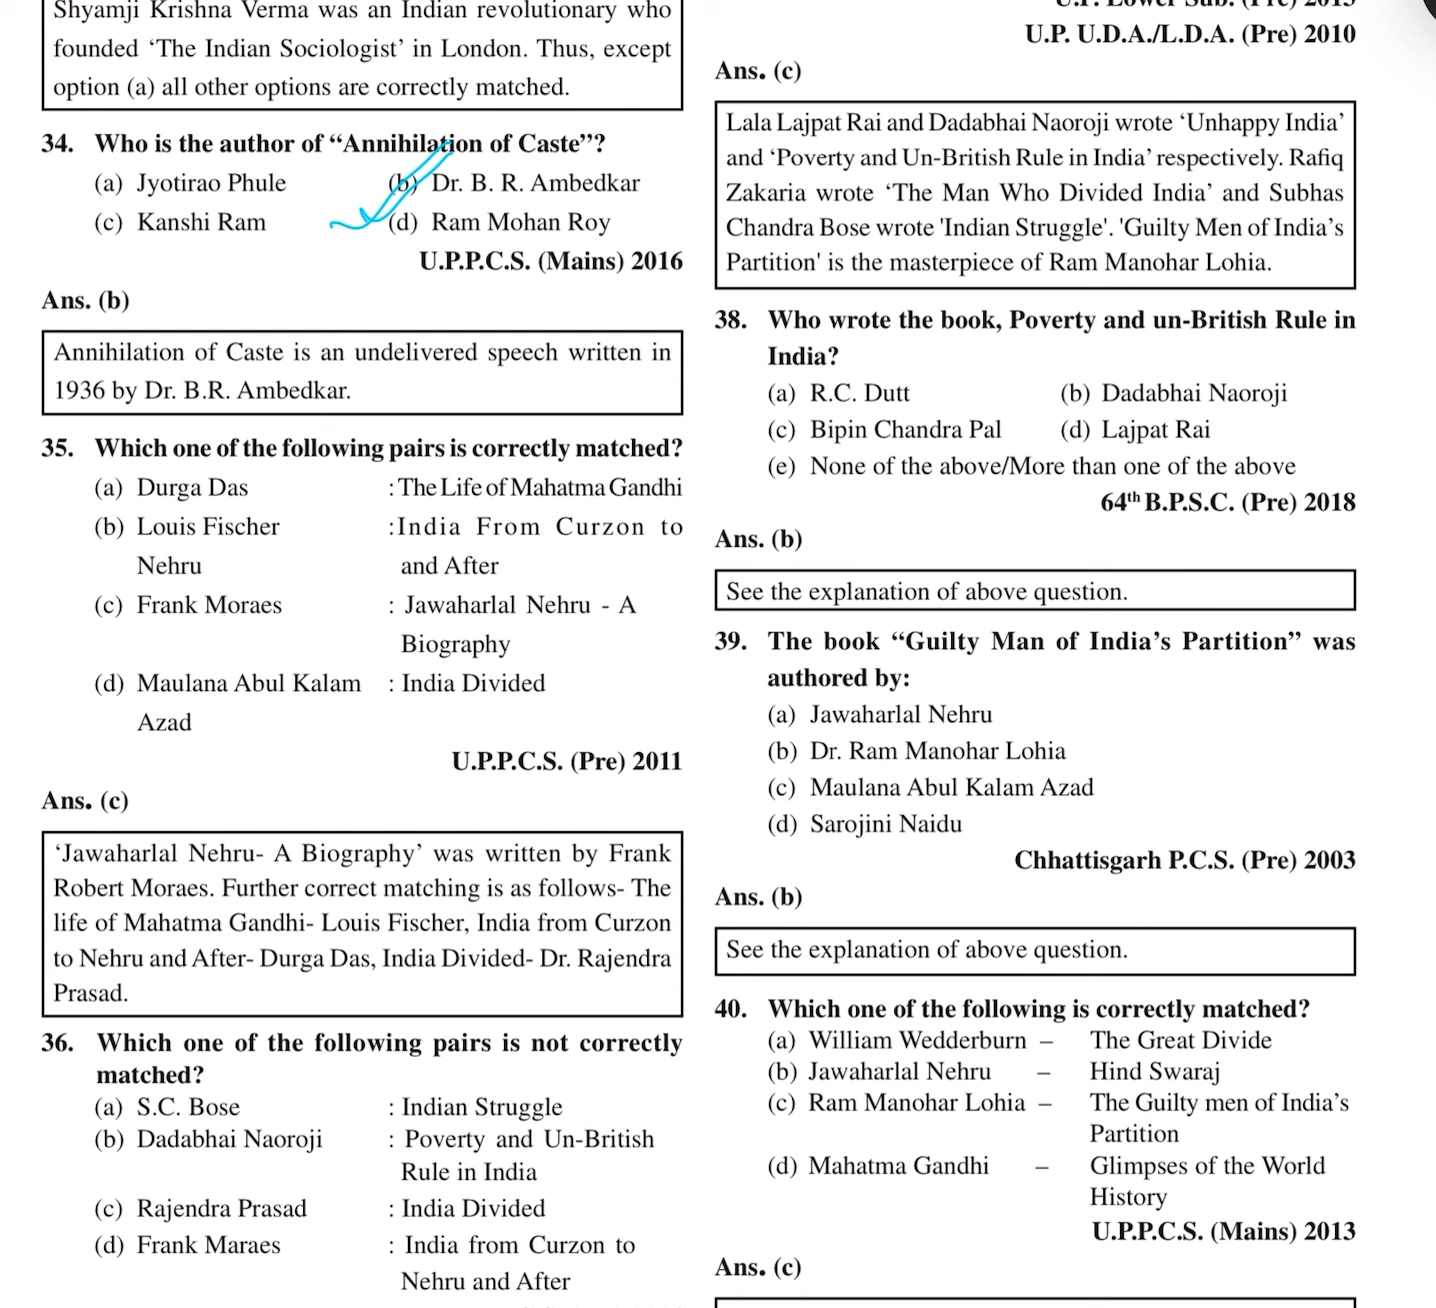 Shyamji Krishna Verma was an Indian revolutionary who
founded ‘The Indian Sociologist’ in London. Thus, except
option (a) all other options are correctly matched.
34. Who is the author of “Annihilation of Caste”?
(a) Jyotirao Phule (b) Dr. B. R. Ambedkar
(c) Kanshi Ram (d) Ram Mohan Roy
U.P.P.C.S. (Mains) 2016
Ans. (b)
Annihilation of Caste is an undelivered speech written in
1936 by Dr. B.R. Ambedkar.
35. Which one of the following pairs is correctly matched?
(a) Durga Das : The Life of Mahatma Gandhi
(b) Louis Fischer :India From Curzon to
Nehru and After
(c) Frank Moraes : Jawaharlal Nehru - A
Biography
(d) Maulana Abul Kalam : India Divided
Azad
U.P.P.C.S. (Pre) 2011
Ans. (c)
‘Jawaharlal Nehru- A Biography’ was written by Frank
Robert Moraes. Further correct matching is as follows- The
life of Mahatma Gandhi- Louis Fischer, India from Curzon
to Nehru and After- Durga Das, India Divided- Dr. Rajendra
Prasad.
36. Which one of the following pairs is not correctly
matched?
(a) S.C. Bose : Indian Struggle
(b) Dadabhai Naoroji : Poverty and Un-British
Rule in India
(c) Rajendra Prasad : India Divided
(d) Frank Maraes : India from Curzon to
Nehru and After
U.P. Lower Sub. (Pre) 2015
U.P. U.D.A./L.D.A. (Pre) 2010
Ans. (c)
Lala Lajpat Rai and Dadabhai Naoroji wrote ‘Unhappy India’
and ‘Poverty and Un-British Rule in India’ respectively. Rafiq
Zakaria wrote ‘The Man Who Divided India’ and Subhas
Chandra Bose wrote 'Indian Struggle'. 'Guilty Men of India’s
Partition' is the masterpiece of Ram Manohar Lohia.
38. Who wrote the book, Poverty and un-British Rule in
India?
(a) R.C. Dutt (b) Dadabhai Naoroji
(c) Bipin Chandra Pal (d) Lajpat Rai
(e) None of the above/More than one of the above
64th B.P.S.C. (Pre) 2018
Ans. (b)
See the explanation of above question.
39. The book “Guilty Man of India’s Partition” was
authored by:
(a) Jawaharlal Nehru
(b) Dr. Ram Manohar Lohia
(c) Maulana Abul Kalam Azad
(d) Sarojini Naidu
Chhattisgarh P.C.S. (Pre) 2003
Ans. (b)
See the explanation of above question.
40. Which one of the following is correctly matched?
(a) William Wedderburn – The Great Divide
(b) Jawaharlal Nehru – Hind Swaraj
(c) Ram Manohar Lohia – The Guilty men of India’s
Partition
(d) Mahatma Gandhi – Glimpses of the World
History
U.P.P.C.S. (Mains) 2013
Ans. (c)